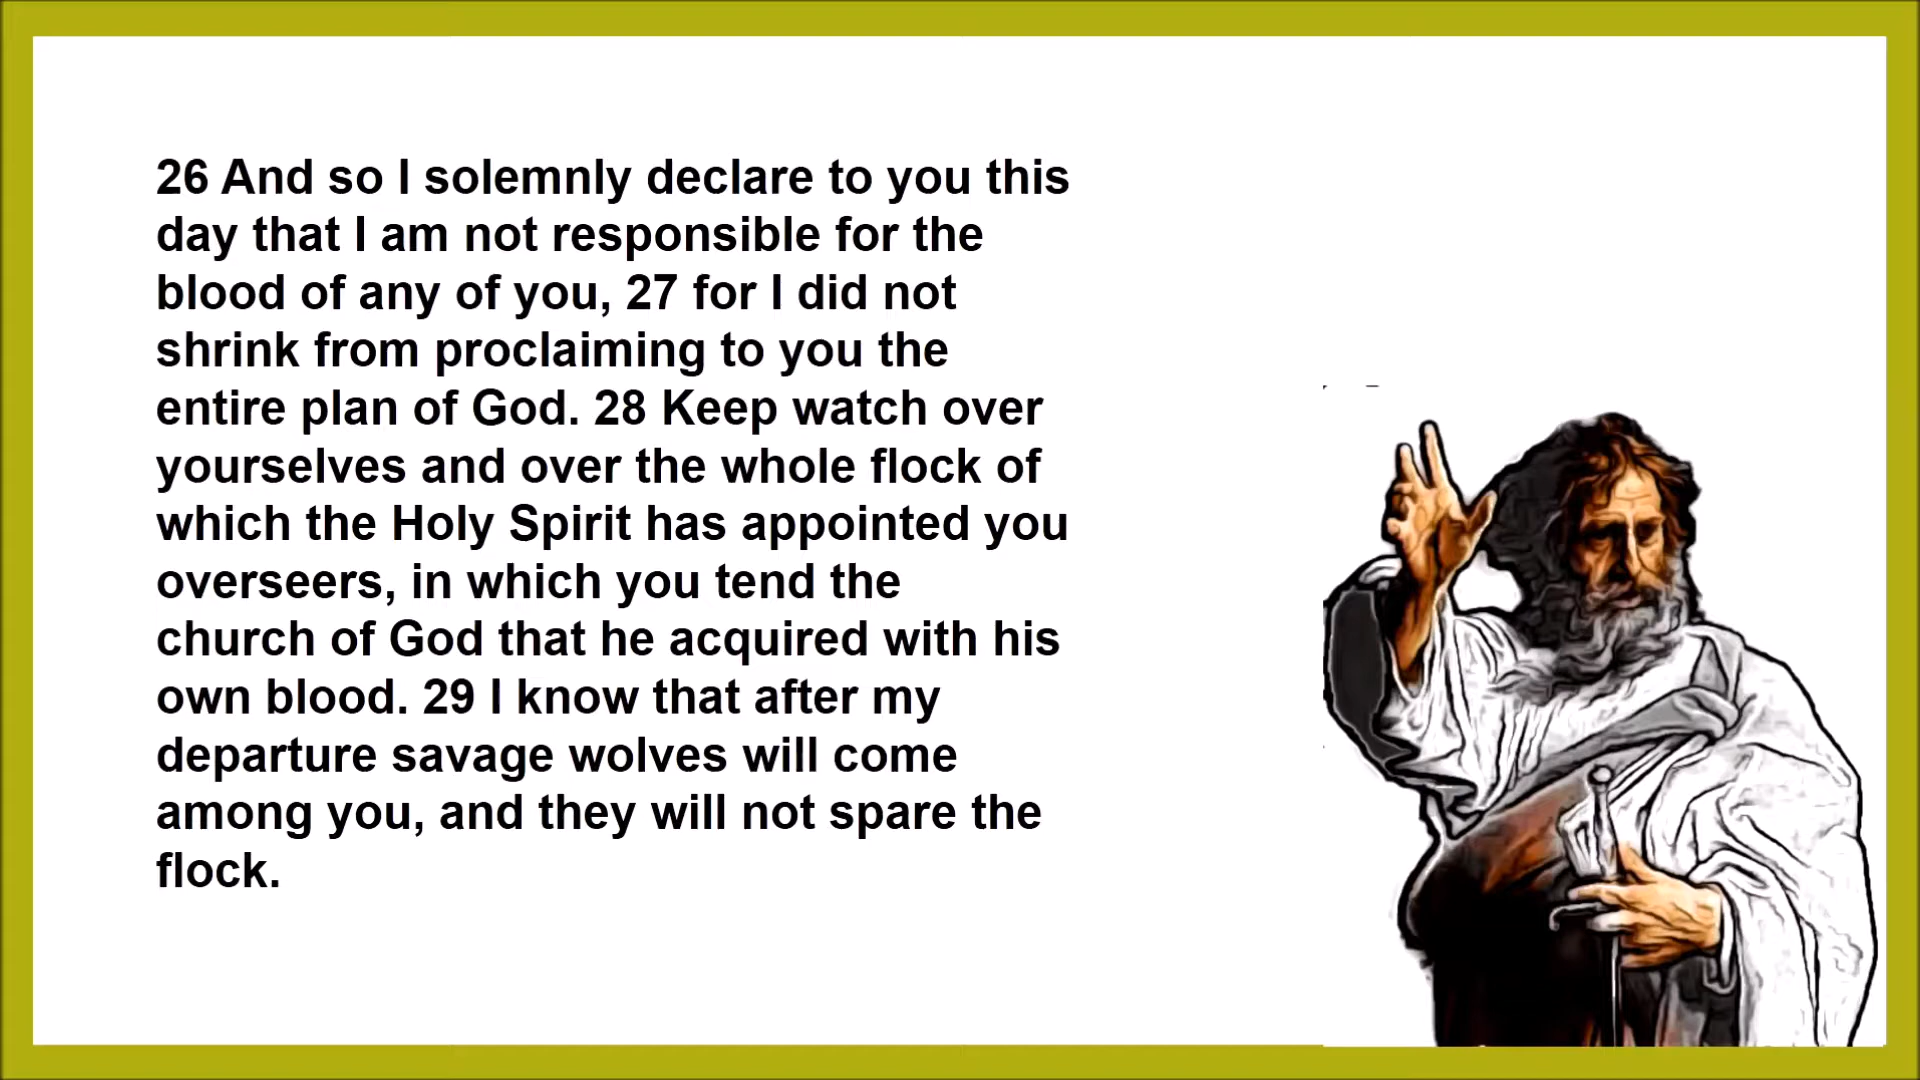 26 And so I solemnly declare to you this
day that I am not responsible for the
blood of any of you, 27 for I did not
shrink from proclaiming to you the
entire plan of God. 28 Keep watch over
yourselves and over the whole flock of
which the Holy Spirit has appointed you
overseers, in which you tend the
church of God that he acquired with his
own blood. 29 I know that after my
departure savage wolves will come
among you, and they will not spare the
flock.